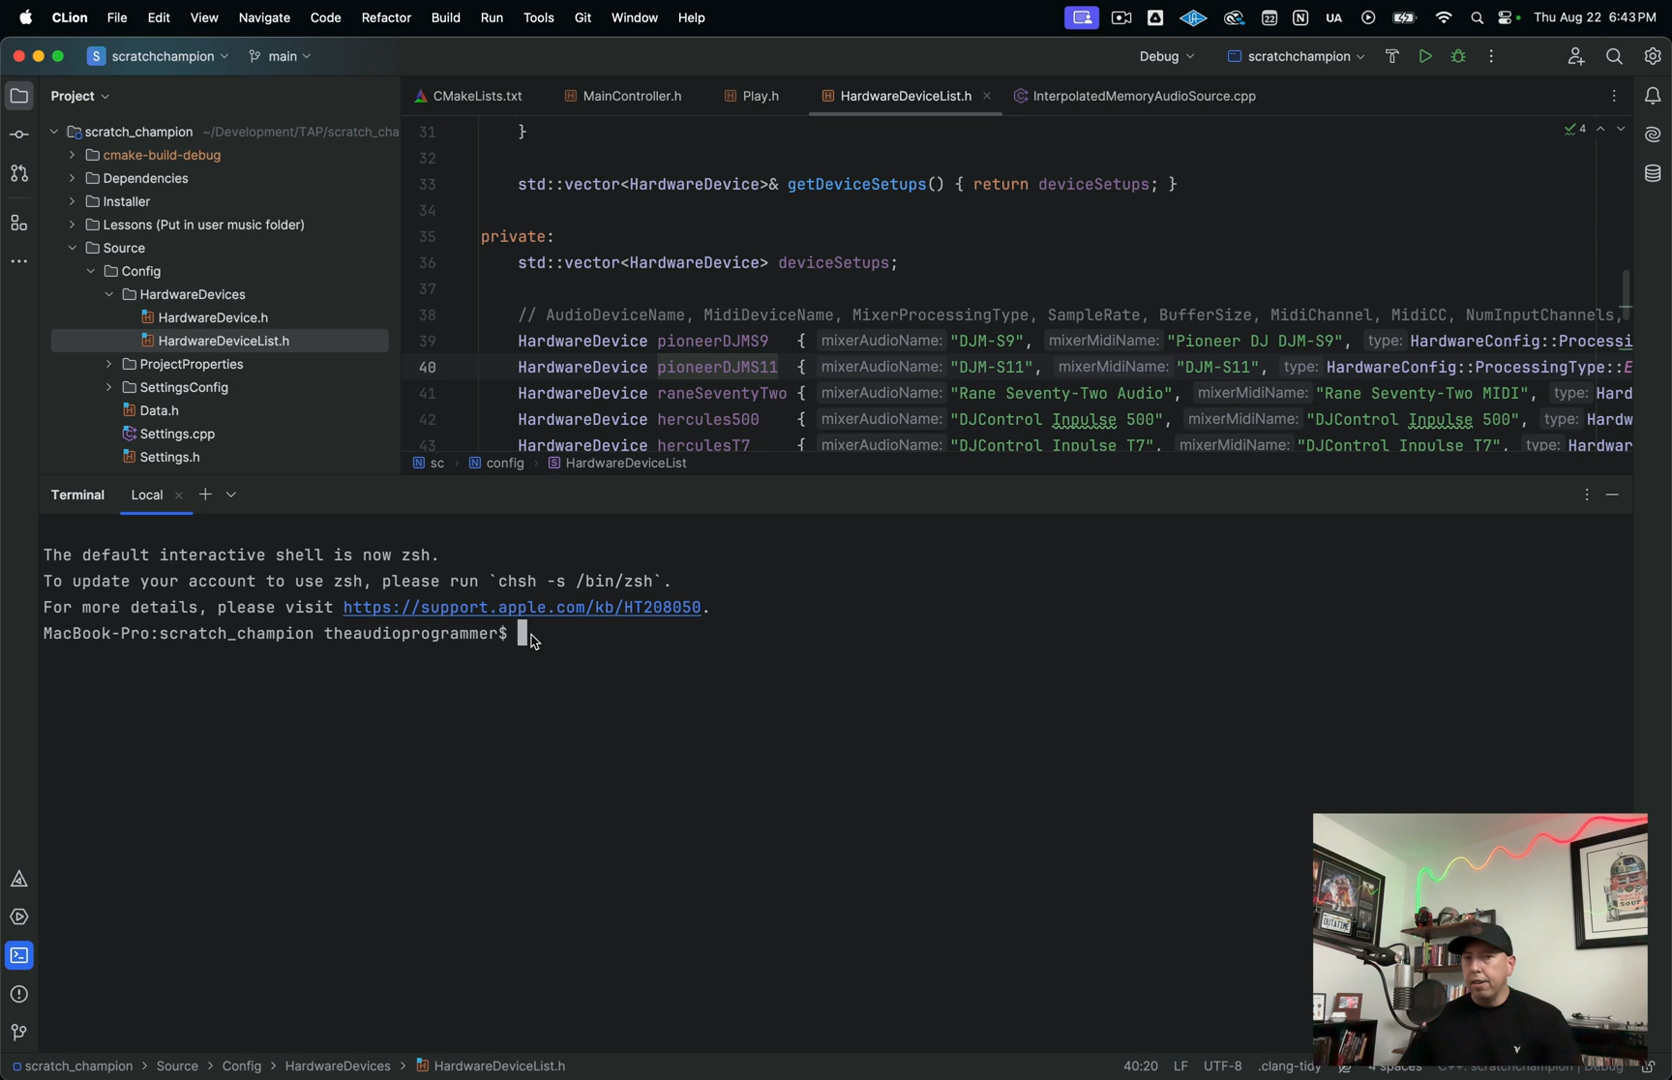 CLion File Edit View Navigate Code Refactor Build Run Tools Git Window Help
22 N UA Thu Aug 22 6:43 PM
S scratchchampion main Debug scratchchampion
Project
CMakeLists.txt MainController.h Play.h HardwareDeviceList.h InterpolatedMemoryAudioSource.cpp
scratch_champion ~/Development/TAP/scratch_cha
cmake-build-debug
Dependencies
Installer
Lessons (Put in user music folder)
Source
Config
HardwareDevices
HardwareDevice.h
HardwareDeviceList.h
ProjectProperties
SettingsConfig
Data.h
Settings.cpp
Settings.h
4
31 }
32
33 std::vector<HardwareDevice>& getDeviceSetups() { return deviceSetups; }
34
35 private:
36 std::vector<HardwareDevice> deviceSetups;
37
38 // AudioDeviceName, MidiDeviceName, MixerProcessingType, SampleRate, BufferSize, MidiChannel, MidiCC, NumInputChannels,
39 HardwareDevice pioneerDJMS9 { mixerAudioName: "DJM-S9", mixerMidiName: "Pioneer DJ DJM-S9", type: HardwareConfig::Processi
40 HardwareDevice pioneerDJMS11 { mixerAudioName: "DJM-S11", mixerMidiName: "DJM-S11", type: HardwareConfig::ProcessingType::E
41 HardwareDevice raneSeventyTwo { mixerAudioName: "Rane Seventy-Two Audio", mixerMidiName: "Rane Seventy-Two MIDI", type: Hard
42 HardwareDevice hercules500 { mixerAudioName: "DJControl Inpulse 500", mixerMidiName: "DJControl Inpulse 500", type: Hardw
43 HardwareDevice herculesT7 { mixerAudioName: "DJControl Inpulse T7", mixerMidiName: "DJControl Inpulse T7", type: Hardwar
N sc N config S HardwareDeviceList
Terminal Local
The default interactive shell is now zsh.
To update your account to use zsh, please run `chsh -s /bin/zsh`.
For more details, please visit https://support.apple.com/kb/HT208050.
MacBook-Pro:scratch_champion theaudioprogrammer$
OUTATIME
SOUP
scratch_champion Source Config HardwareDevices HardwareDeviceList.h 40:20 LF UTF-8 .clang-tidy 4 spaces C++: scratchchampion | Debug